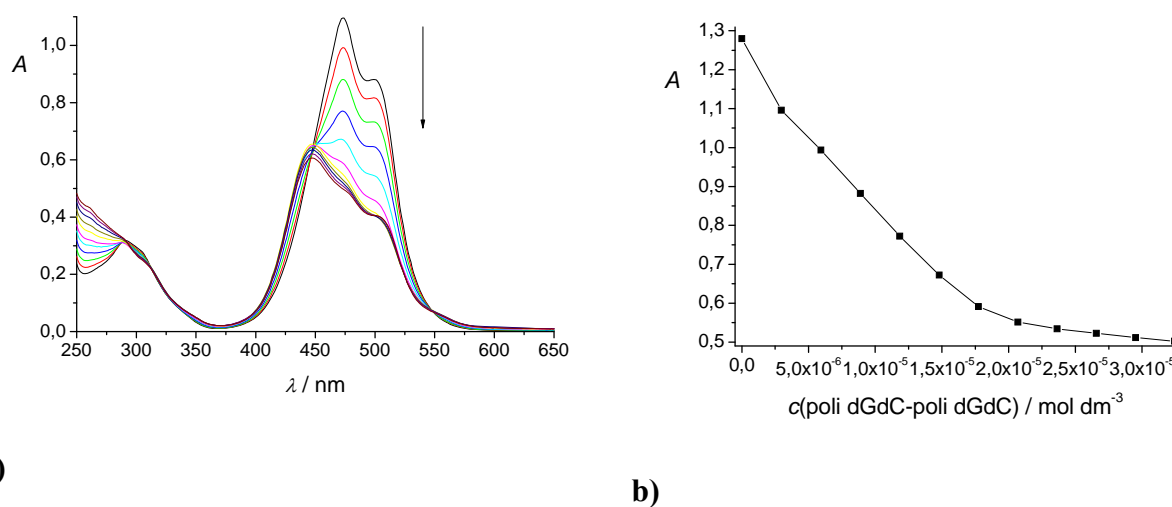 A
1,0
0,8
0,6
0,4
0,2
0,0
250 300 350 400 450 500 550 600 650
λ / nm
)
A
1,3
1,2
1,1
1,0
0,9
0,8
0,7
0,6
0,5
0,0 5,0x10⁻⁶ 1,0x10⁻⁵ 1,5x10⁻⁵ 2,0x10⁻⁵ 2,5x10⁻⁵ 3,0x10⁻⁵
c(poli dGdC-poli dGdC) / mol dm⁻³
b)